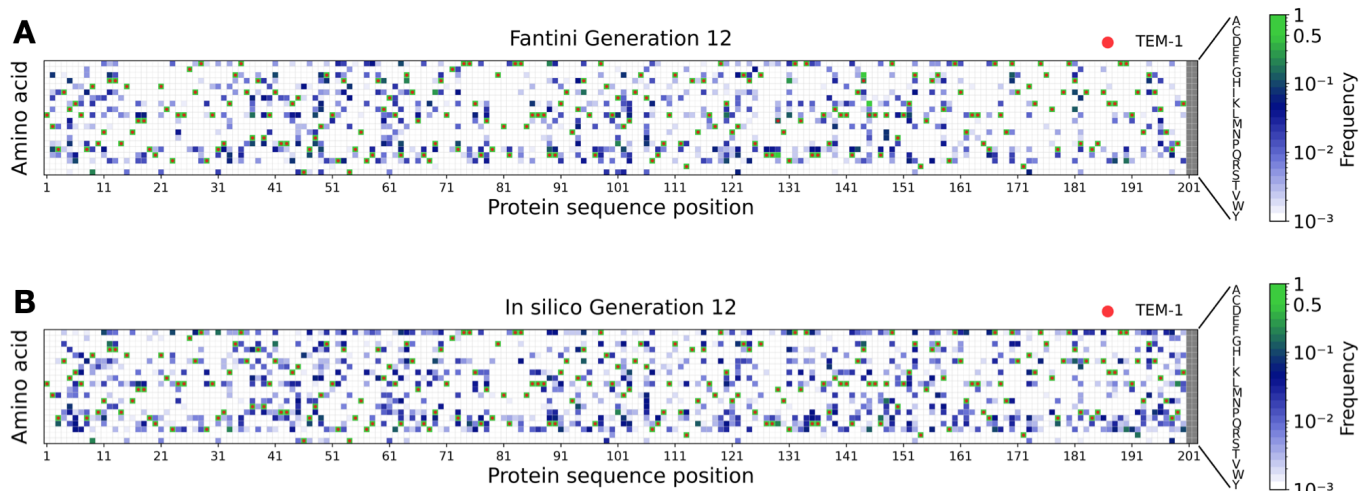 A
Fantini Generation 12
TEM-1
Amino acid
1 11 21 31 41 51 61 71 81 91 101 111 121 131 141 151 161 171 181 191 201
Protein sequence position
A
C
D
E
F
G
H
I
K
L
M
N
P
Q
R
S
T
V
W
Y
1
0.5
10⁻¹
10⁻²
10⁻³
Frequency
B
In silico Generation 12
TEM-1
Amino acid
1 11 21 31 41 51 61 71 81 91 101 111 121 131 141 151 161 171 181 191 201
Protein sequence position
A
C
D
E
F
G
H
I
K
L
M
N
P
Q
R
S
T
V
W
Y
1
0.5
10⁻¹
10⁻²
10⁻³
Frequency